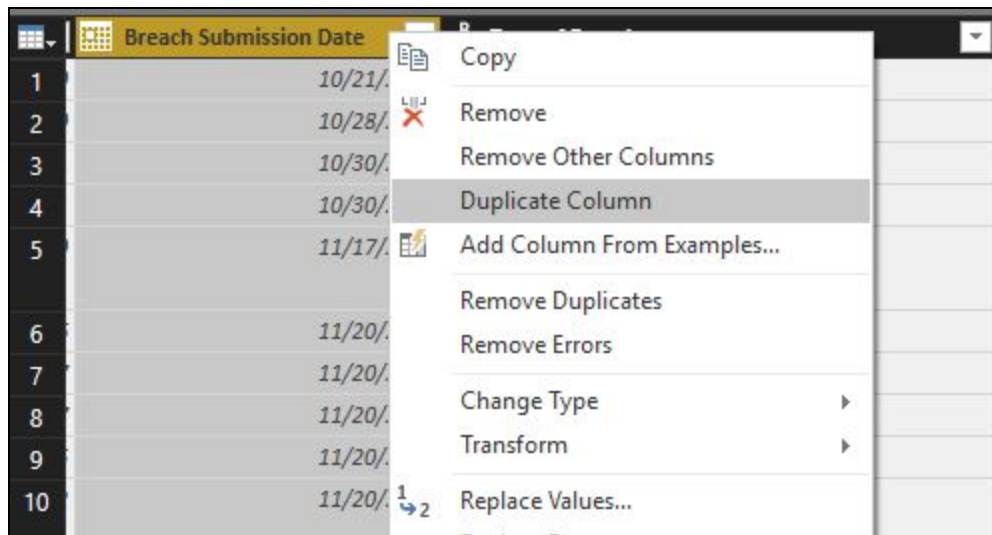 Breach Submission Date
1 10/21/
2 10/28/
3 10/30/
4 10/30/
5 11/17/
6 11/20/
7 11/20/
8 11/20/
9 11/20/
10 11/20/
Copy
Remove
Remove Other Columns
Duplicate Column
Add Column From Examples...
Remove Duplicates
Remove Errors
Change Type
Transform
1 2 Replace Values...